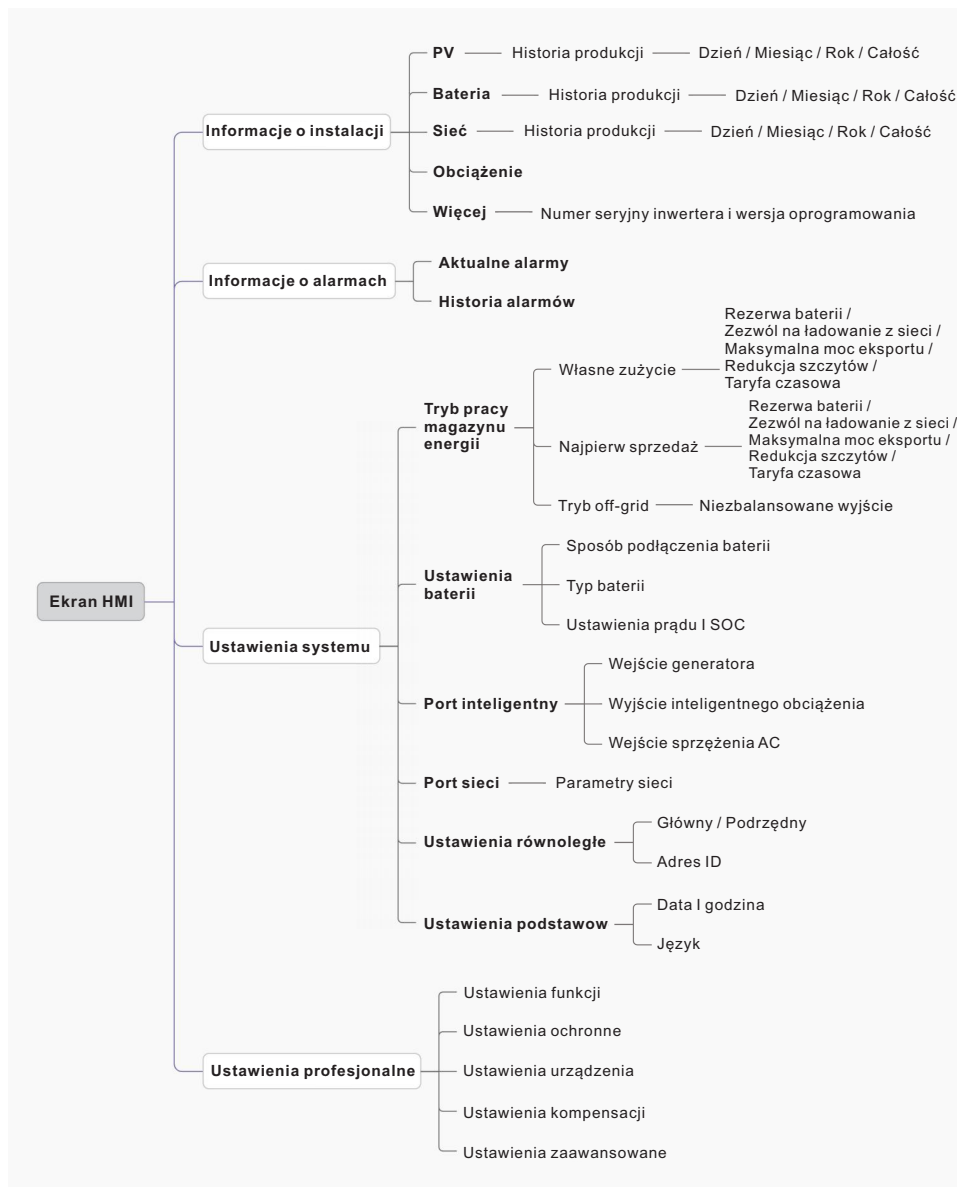 PV
Historia produkcji
Dzień / Miesiąc / Rok / Całość
Bateria
Historia produkcji
Dzień / Miesiąc / Rok / Całość
Informacje o instalacji
Sieć
Historia produkcji
Dzień / Miesiąc / Rok / Całość
Obciążenie
Więcej
Numer seryjny inwertera i wersja oprogramowania
Informacje o alarmach
Aktualne alarmy
Historia alarmów
Tryb pracy
magazynu
energii
Własne zużycie
Rezerwa baterii /
Zezwól na ładowanie z sieci /
Maksymalna moc eksportu /
Redukcja szczytów /
Taryfa czasowa
Najpierw sprzedaż
Rezerwa baterii /
Zezwól na ładowanie z sieci /
Maksymalna moc eksportu /
Redukcja szczytów /
Taryfa czasowa
Tryb off-grid
Niezbalansowane wyjście
Ustawienia
baterii
Sposób podłączenia baterii
Typ baterii
Ustawienia prądu I SOC
Ekran HMI
Ustawienia systemu
Port inteligentny
Wejście generatora
Wyjście inteligentnego obciążenia
Wejście sprzężenia AC
Port sieci
Parametry sieci
Ustawienia równoległe
Główny / Podrzędny
Adres ID
Ustawienia podstawow
Data I godzina
Język
Ustawienia profesjonalne
Ustawienia funkcji
Ustawienia ochronne
Ustawienia urządzenia
Ustawienia kompensacji
Ustawienia zaawansowane